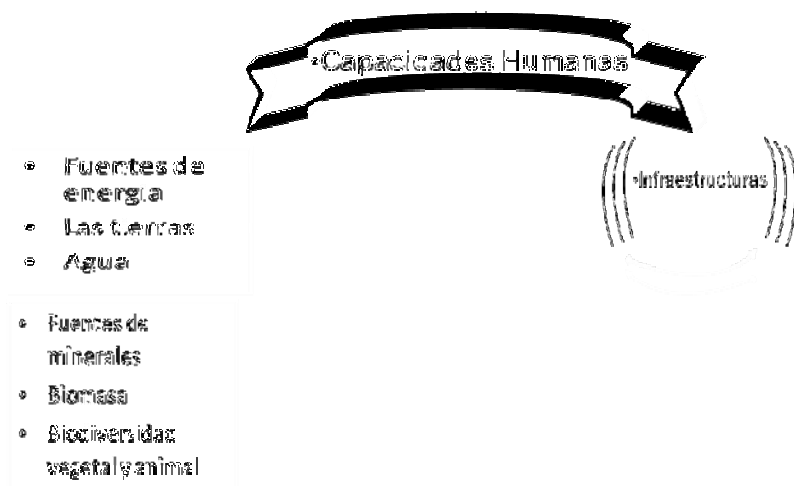 •Capacidades Humanas
• Fuentes de
energía
• Las tierras
• Agua
•Infraestructuras
• Fuentes de
minerales
• Biomasa
• Biodiversidad
vegetal y animal